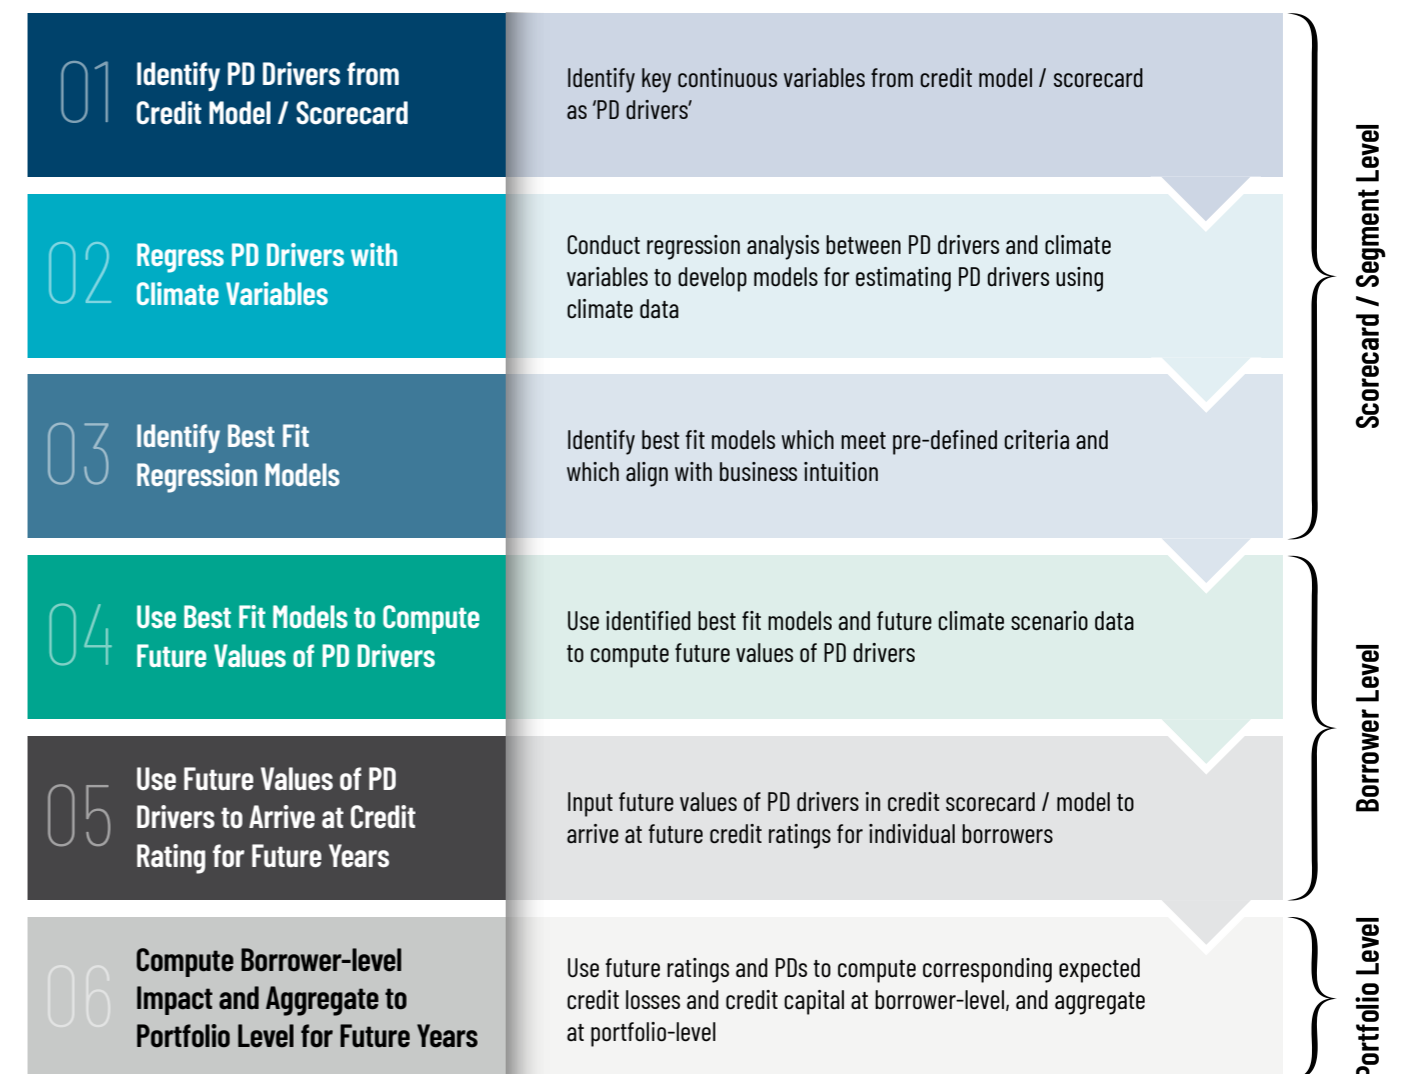 01
Identify PD Drivers from
Credit Model / Scorecard
Identify key continuous variables from credit model / scorecard
as ‘PD drivers’
02
Regress PD Drivers with
Climate Variables
Conduct regression analysis between PD drivers and climate
variables to develop models for estimating PD drivers using
climate data
03
Identify Best Fit
Regression Models
Identify best fit models which meet pre-defined criteria and
which align with business intuition
Scorecard / Segment Level
04
Use Best Fit Models to Compute
Future Values of PD Drivers
Use identified best fit models and future climate scenario data
to compute future values of PD drivers
05
Use Future Values of PD
Drivers to Arrive at Credit
Rating for Future Years
Input future values of PD drivers in credit scorecard / model to
arrive at future credit ratings for individual borrowers
Borrower Level
06
Compute Borrower-level
Impact and Aggregate to
Portfolio Level for Future Years
Use future ratings and PDs to compute corresponding expected
credit losses and credit capital at borrower-level, and aggregate
at portfolio-level
Portfolio Level